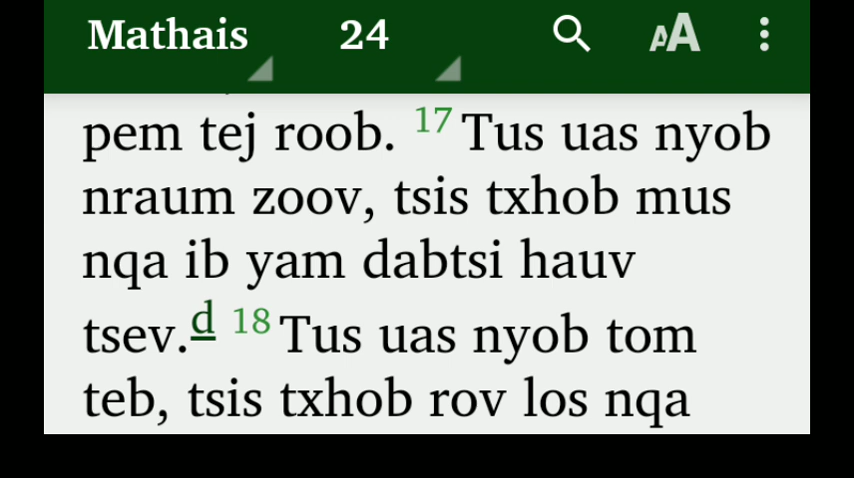 Mathais 24
pem tej roob. 17 Tus uas nyob
nraum zoov, tsis txhob mus
nqa ib yam dabtsi hauv
tsev.d 18 Tus uas nyob tom
teb, tsis txhob rov los nqa